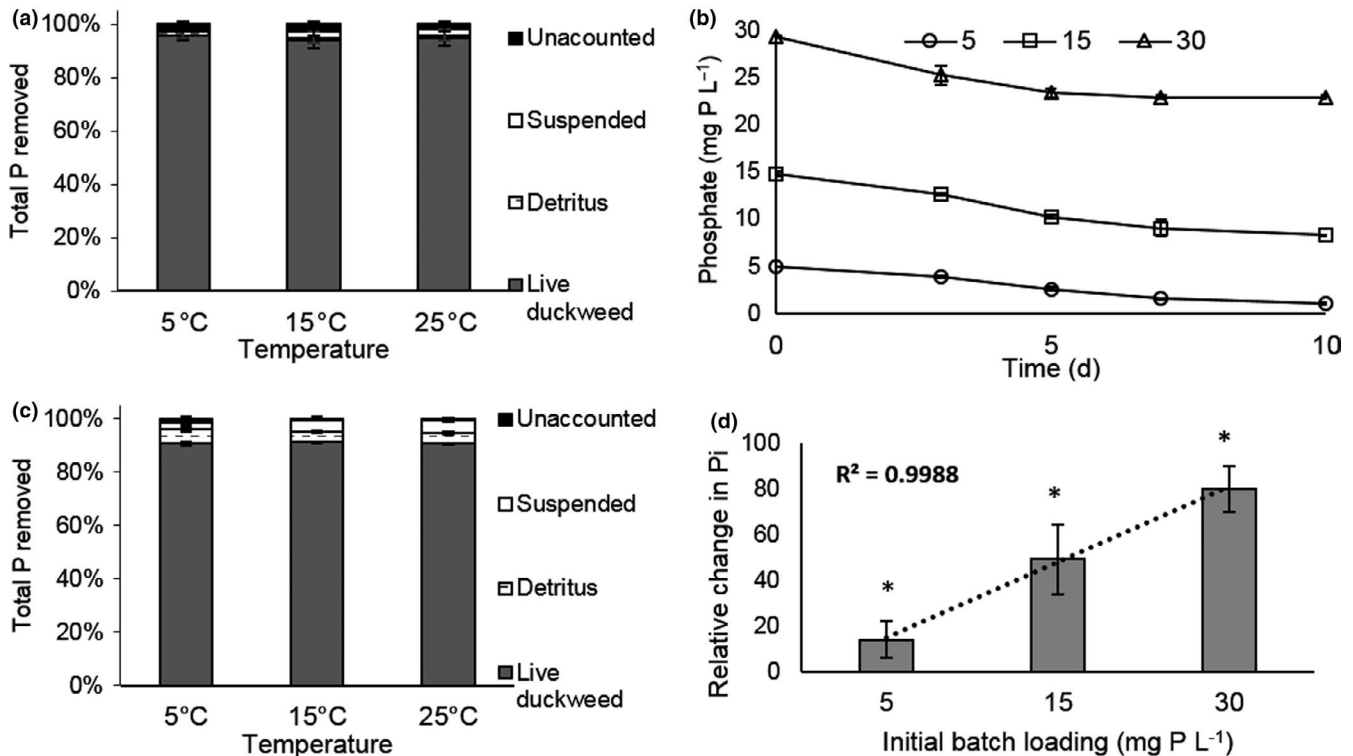 (a)
100%
80%
60%
40%
20%
0%
Total P removed
5°C 15°C 25°C
Temperature
Unacounted
Suspended
Detritus
Live
duckweed
(b)
5 15 30
30
25
20
15
10
5
0
Phosphate (mg P L⁻¹)
0 5 10
Time (d)
(c)
100%
80%
60%
40%
20%
0%
Total P removed
5°C 15°C 25°C
Temperature
Unaccounted
Suspended
Detritus
Live
duckweed
(d)
100
80
60
40
20
0
Relative change in Pi
R² = 0.9988
* * *
5 15 30
Initial batch loading (mg P L⁻¹)